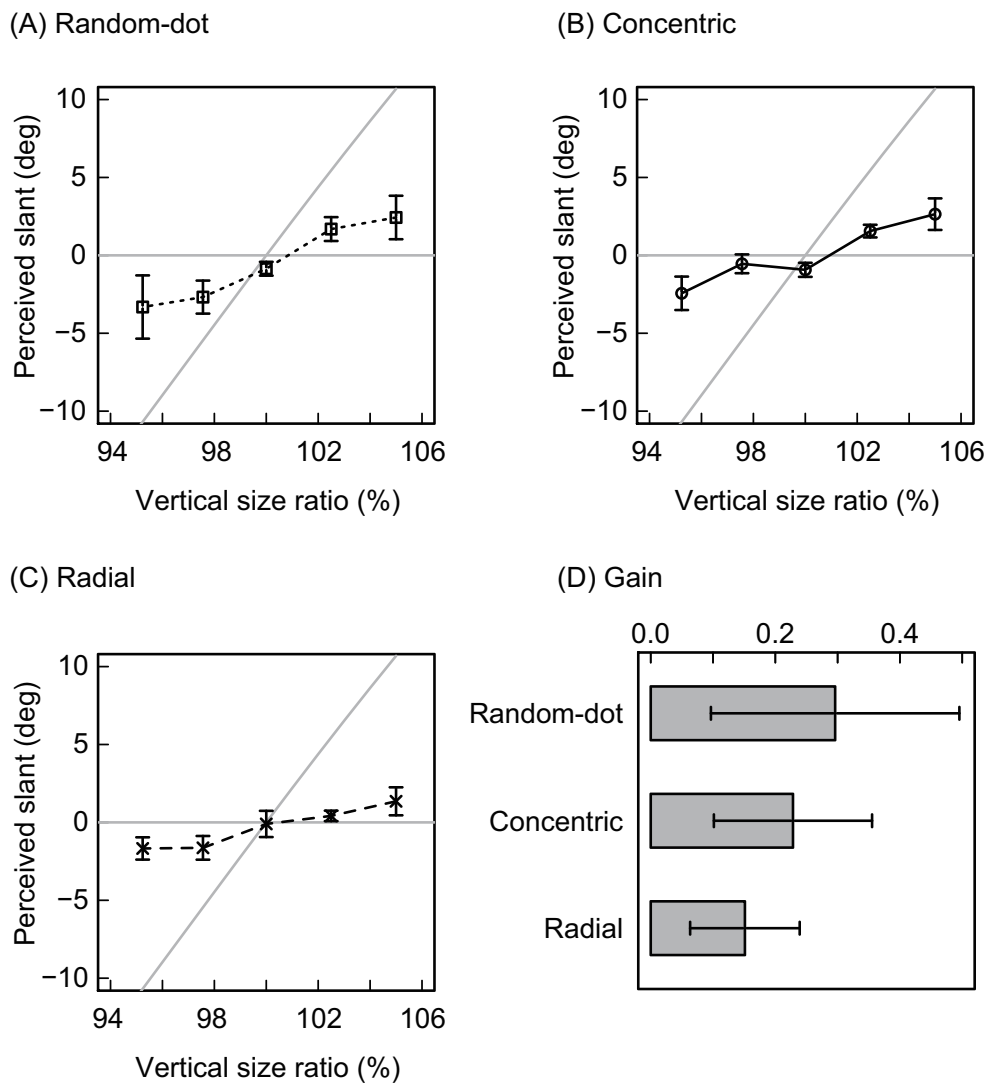 (A) Random-dot
10
5
0
−5
−10
Perceived slant (deg)
94 98 102 106
Vertical size ratio (%)
(B) Concentric
10
5
0
−5
−10
Perceived slant (deg)
94 98 102 106
Vertical size ratio (%)
(C) Radial
10
5
0
−5
−10
Perceived slant (deg)
94 98 102 106
Vertical size ratio (%)
(D) Gain
0.0 0.2 0.4
Random-dot
Concentric
Radial